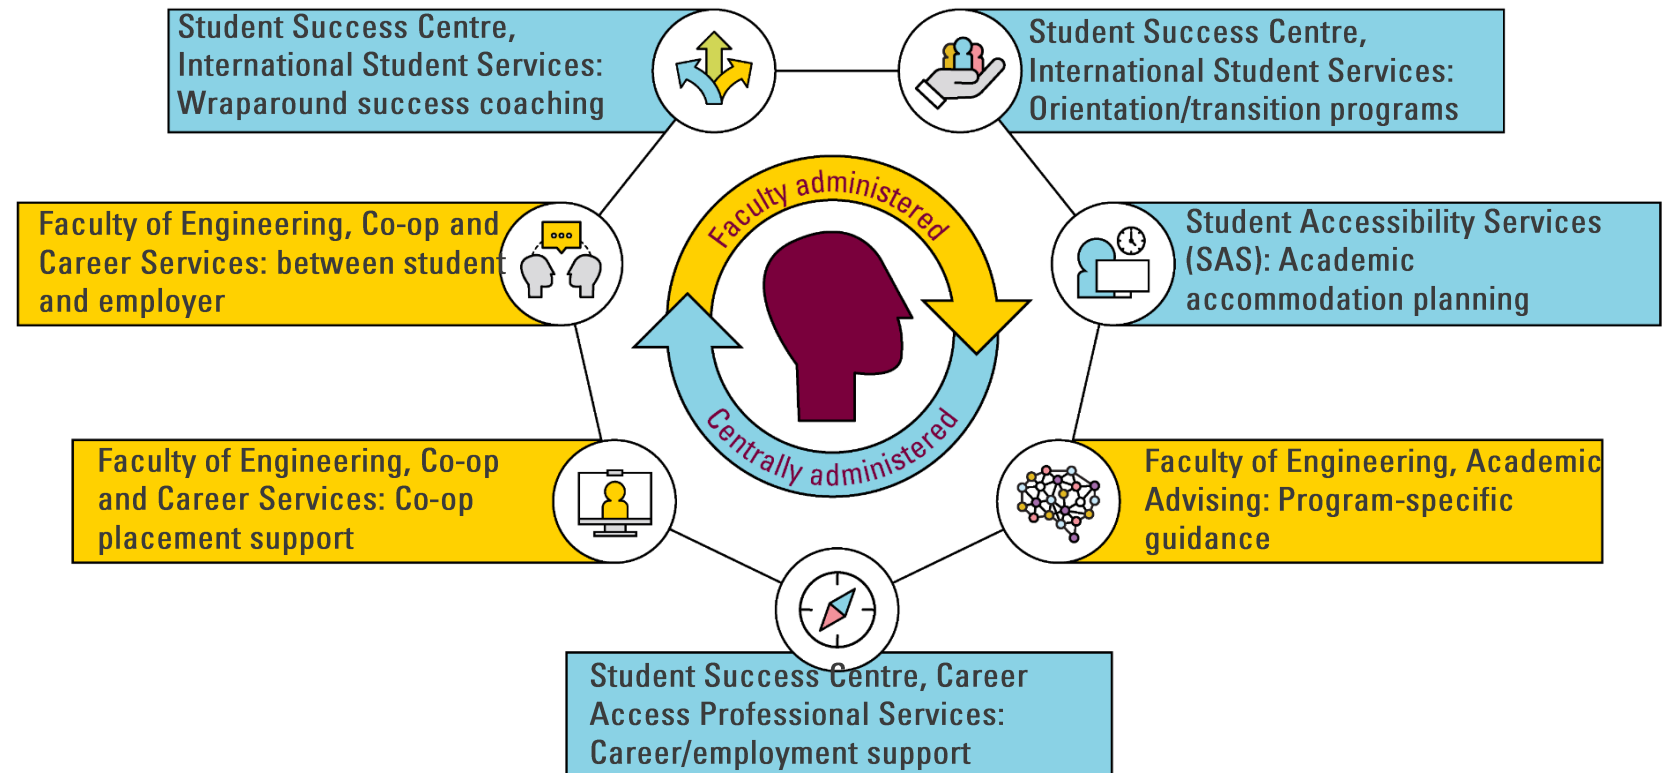 Student Success Centre,
International Student Services:
Wraparound success coaching
Student Success Centre,
International Student Services:
Orientation/transition programs
Faculty administered
Faculty of Engineering, Co-op and
Career Services: between student
and employer
Student Accessibility Services
(SAS): Academic
accommodation planning
Centrally administered
Faculty of Engineering, Co-op
and Career Services: Co-op
placement support
Faculty of Engineering, Academic
Advising: Program-specific
guidance
Student Success Centre, Career
Access Professional Services:
Career/employment support